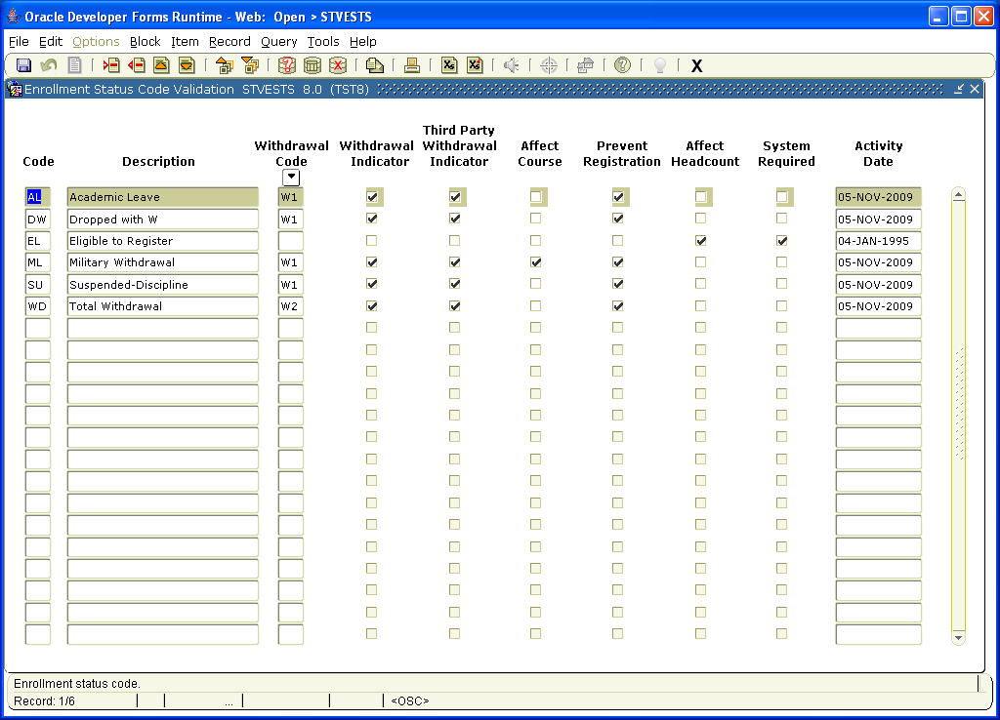 Oracle Developer Forms Runtime - Web: Open > STVESTS
File Edit Options Block Item Record Query Tools Help
X
Enrollment Status Code Validation STVESTS 8.0 (TST8)
Code Description Withdrawal Code Withdrawal Indicator Third Party Withdrawal Indicator Affect Course Prevent Registration Affect Headcount System Required Activity Date
AL Academic Leave W1 05-NOV-2009
DW Dropped with W W1 05-NOV-2009
EL Eligible to Register 04-JAN-1995
ML Military Withdrawal W1 05-NOV-2009
SU Suspended-Discipline W1 05-NOV-2009
WD Total Withdrawal W2 05-NOV-2009
Enrollment status code.
Record: 1/6 ... <OSC>